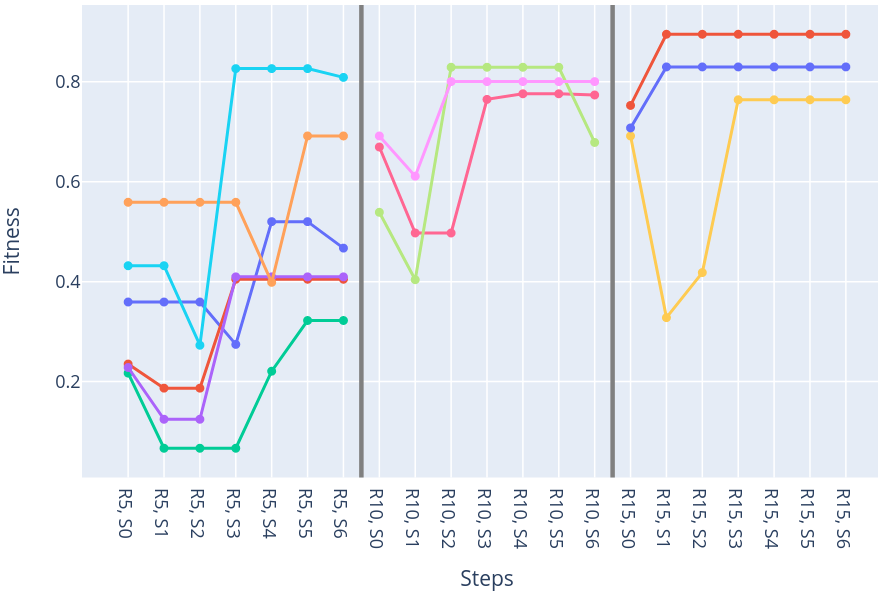 0.8
0.6
0.4
0.2
Fitness
R5, S0
R5, S1
R5, S2
R5, S3
R5, S4
R5, S5
R5, S6
R10, S0
R10, S1
R10, S2
R10, S3
R10, S4
R10, S5
R10, S6
R15, S0
R15, S1
R15, S2
R15, S3
R15, S4
R15, S5
R15, S6
Steps